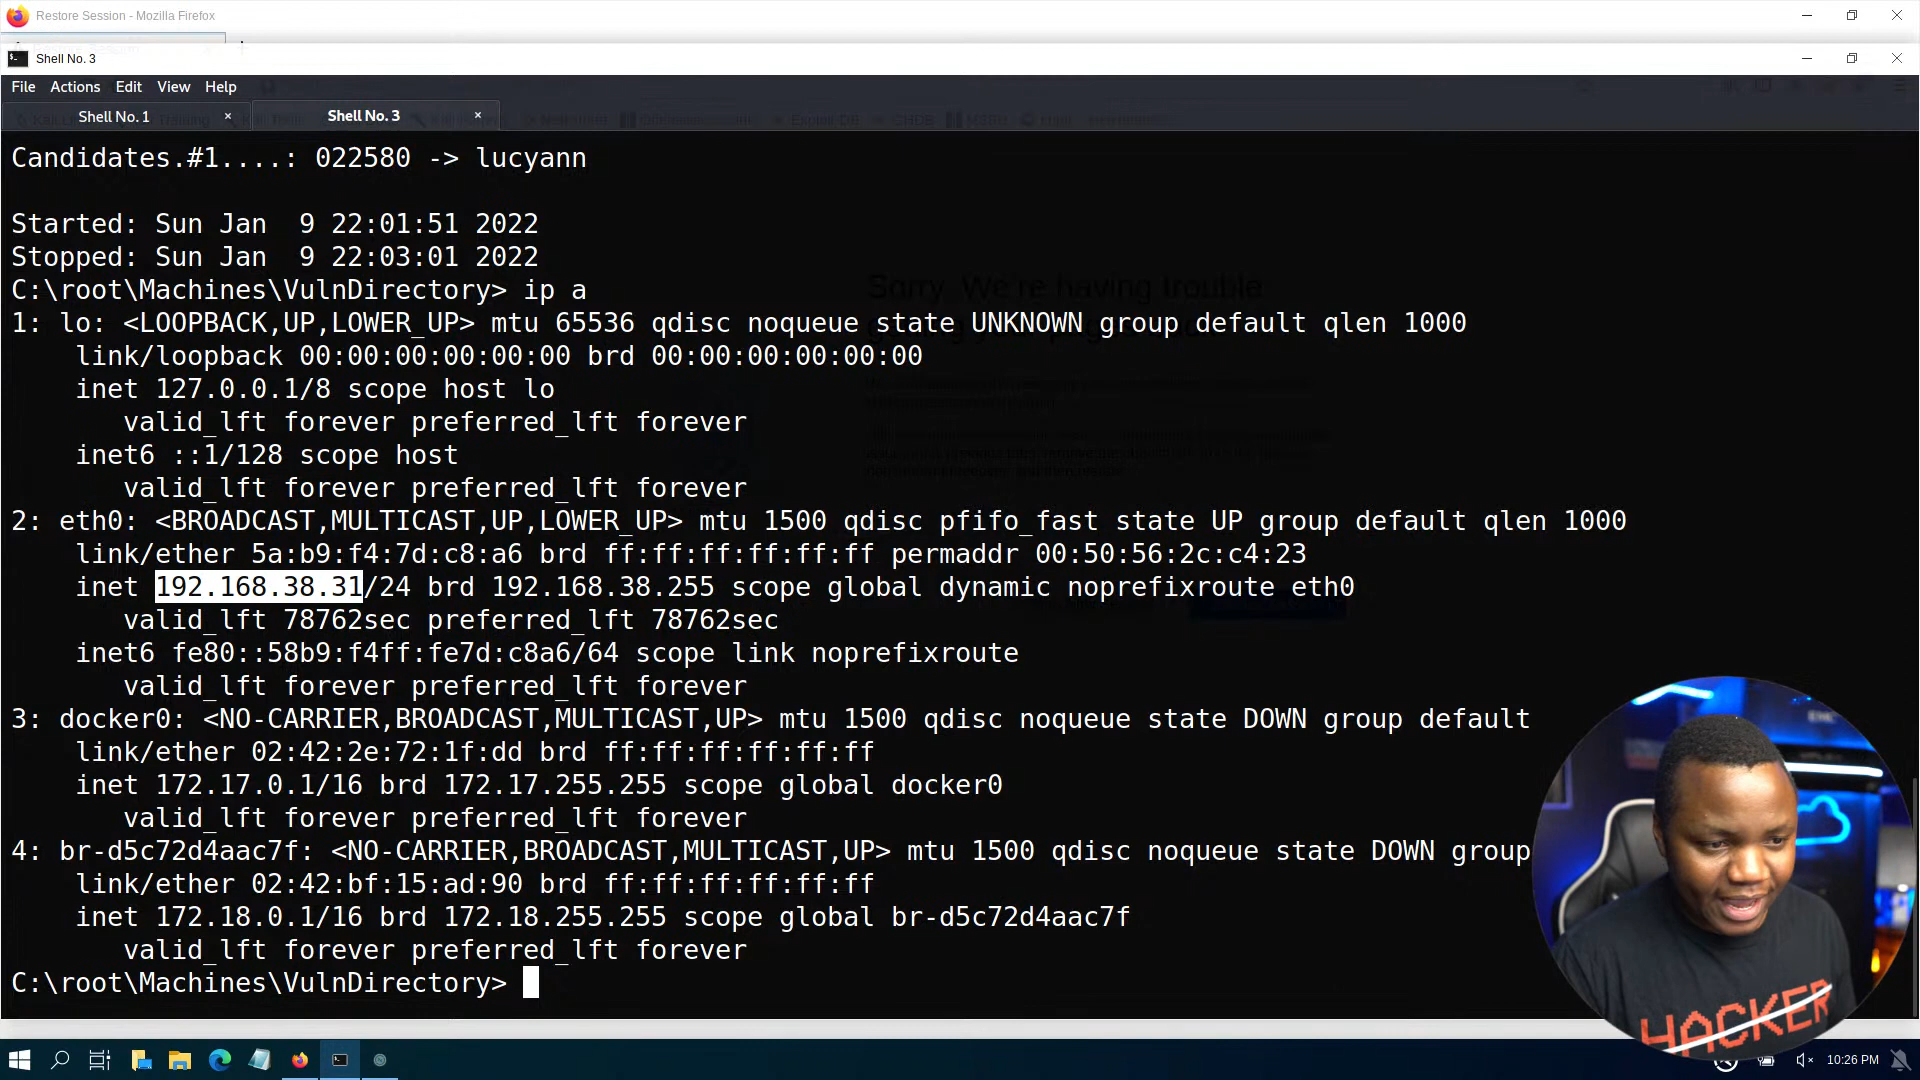 Restore Session - Mozilla Firefox
Shell No. 3
File Actions Edit View Help
Shell No. 1 × Shell No. 3 ×
Candidates.#1....: 022580 -> lucyann
Started: Sun Jan  9 22:01:51 2022
Stopped: Sun Jan  9 22:03:01 2022
C:\root\Machines\VulnDirectory> ip a
Sorry. We're having trouble
1: lo: <LOOPBACK,UP,LOWER_UP> mtu 65536 qdisc noqueue state UNKNOWN group default qlen 1000
link/loopback 00:00:00:00:00:00 brd 00:00:00:00:00:00
inet 127.0.0.1/8 scope host lo
valid_lft forever preferred_lft forever
inet6 ::1/128 scope host
valid_lft forever preferred_lft forever
2: eth0: <BROADCAST,MULTICAST,UP,LOWER_UP> mtu 1500 qdisc pfifo_fast state UP group default qlen 1000
link/ether 5a:b9:f4:7d:c8:a6 brd ff:ff:ff:ff:ff:ff permaddr 00:50:56:2c:c4:23
inet 192.168.38.31/24 brd 192.168.38.255 scope global dynamic noprefixroute eth0
valid_lft 78762sec preferred_lft 78762sec
inet6 fe80::58b9:f4ff:fe7d:c8a6/64 scope link noprefixroute
valid_lft forever preferred_lft forever
3: docker0: <NO-CARRIER,BROADCAST,MULTICAST,UP> mtu 1500 qdisc noqueue state DOWN group default
link/ether 02:42:2e:72:1f:dd brd ff:ff:ff:ff:ff:ff
inet 172.17.0.1/16 brd 172.17.255.255 scope global docker0
valid_lft forever preferred_lft forever
4: br-d5c72d4aac7f: <NO-CARRIER,BROADCAST,MULTICAST,UP> mtu 1500 qdisc noqueue state DOWN group
link/ether 02:42:bf:15:ad:90 brd ff:ff:ff:ff:ff:ff
inet 172.18.0.1/16 brd 172.18.255.255 scope global br-d5c72d4aac7f
valid_lft forever preferred_lft forever
C:\root\Machines\VulnDirectory>
HACKER
10:26 PM